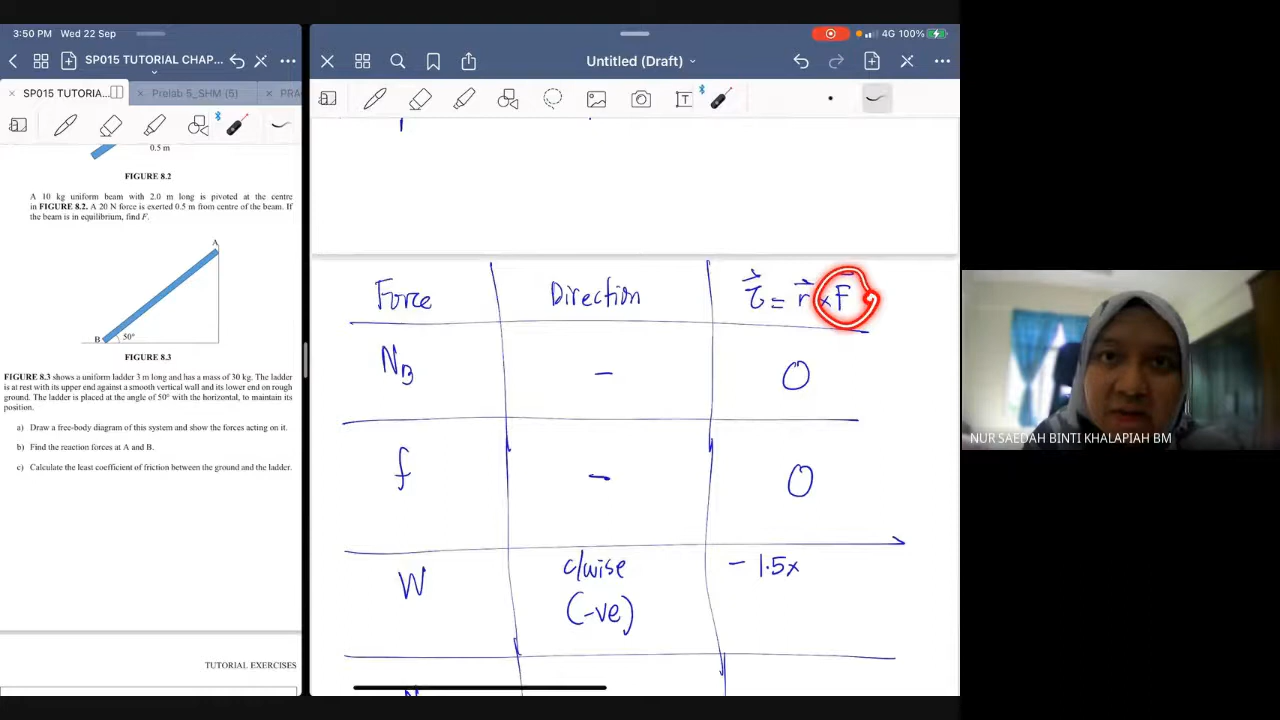 3:50 PM Wed 22 Sep
4G 100%
SP015 TUTORIAL CHAP...
Untitled (Draft)
SP015 TUTORIA...
Prelab 5_SHM (5)
PRA
0.5 m
FIGURE 8.2
A 10 kg uniform beam with 2.0 m long is pivoted at the centre
in FIGURE 8.2. A 20 N force is exerted 0.5 m from centre of the beam. If
the beam is in equilibrium, find F.
A
B
50°
FIGURE 8.3
FIGURE 8.3 shows a uniform ladder 3 m long and has a mass of 30 kg. The ladder
is at rest with its upper end against a smooth vertical wall and its lower end on rough
ground. The ladder is placed at the angle of 50° with the horizontal, to maintain its
position.
a) Draw a free-body diagram of this system and show the forces acting on it.
b) Find the reaction forces at A and B.
c) Calculate the least coefficient of friction between the ground and the ladder.
TUTORIAL EXERCISES
Force Direction τ⃗ = r⃗ × F⃗
N_B - 0
f - 0
W c/wise - 1.5x
(-ve)
NUR SAEDAH BINTI KHALAPIAH BM